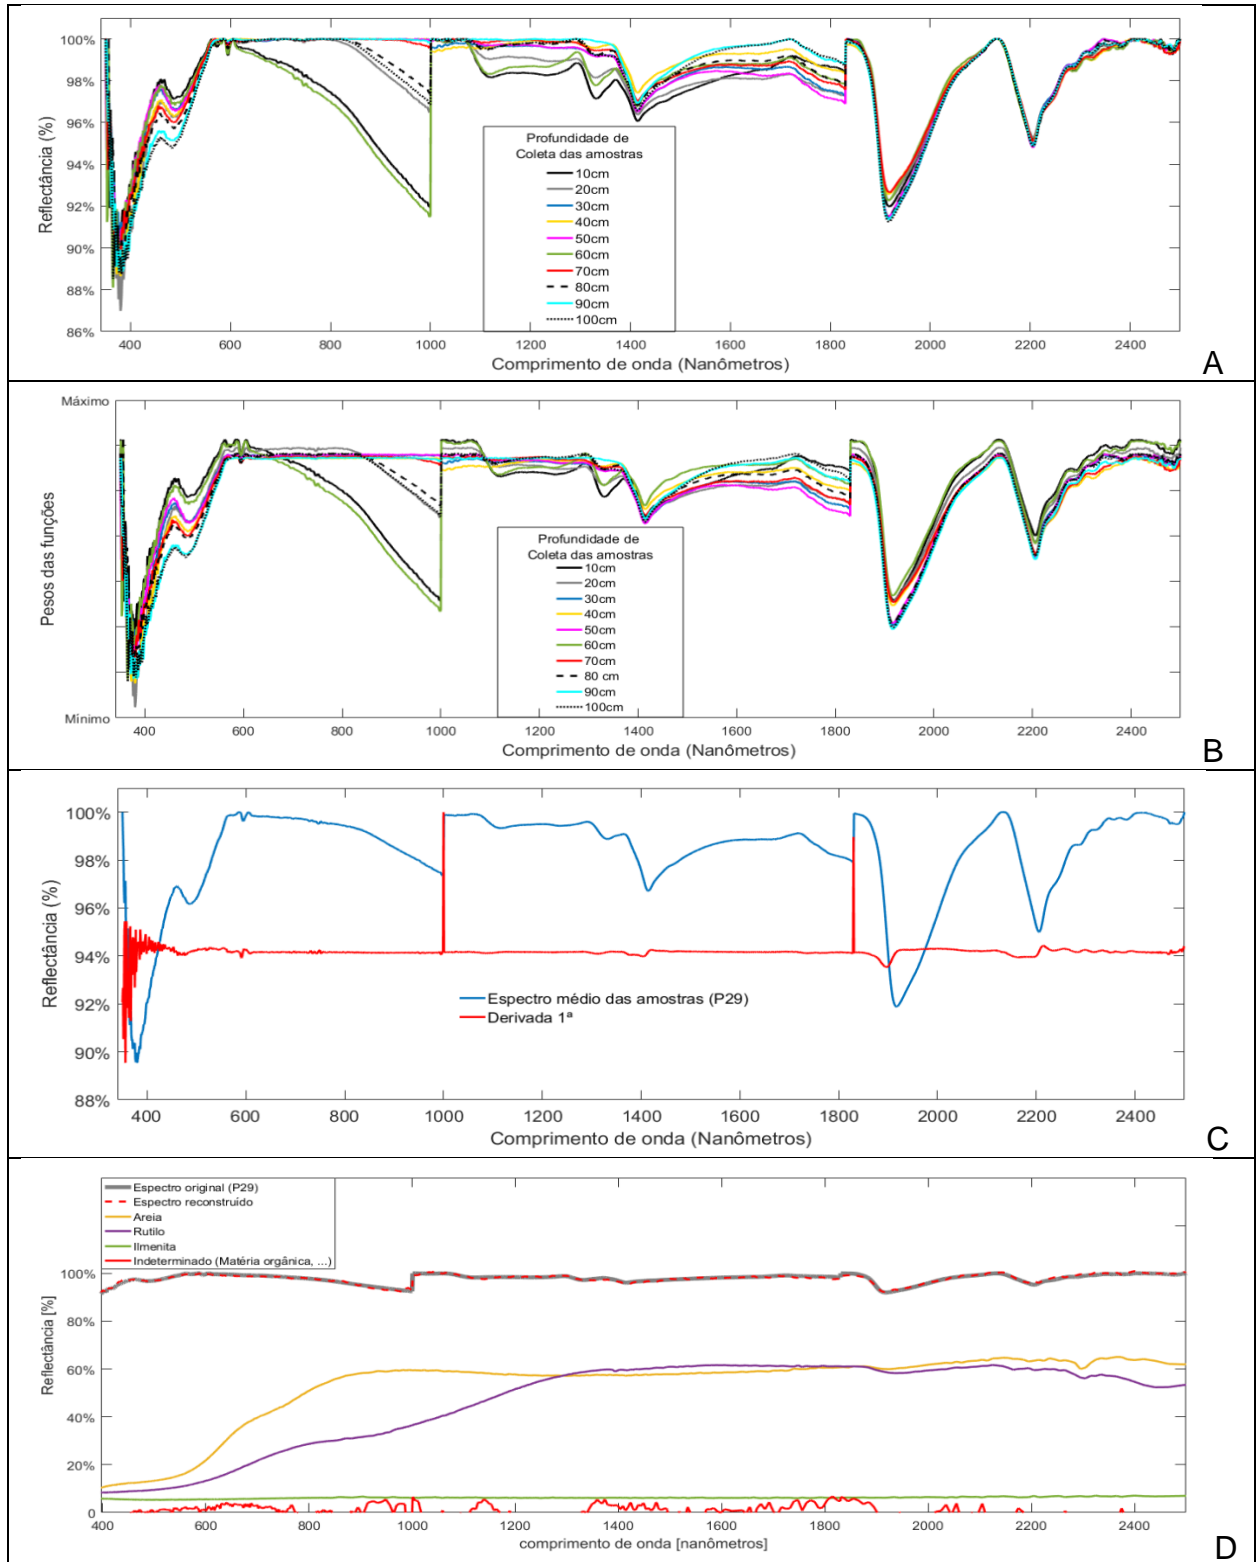 100%
98%
96%
94%
92%
90%
88%
86%
Reflectância (%)
Profundidade de
Coleta das amostras
10cm
20cm
30cm
40cm
50cm
60cm
70cm
80cm
90cm
100cm
400 600 800 1000 1200 1400 1600 1800 2000 2200 2400
Comprimento de onda (Nanômetros)
A
Máximo
Pesos das funções
Profundidade de
Coleta das amostras
10cm
20cm
30cm
40cm
50cm
60cm
70cm
80 cm
90cm
100cm
Mínimo
400 600 800 1000 1200 1400 1600 1800 2000 2200 2400
Comprimento de onda (Nanômetros)
B
100%
98%
96%
94%
92%
90%
88%
Reflectância (%)
Espectro médio das amostras (P29)
Derivada 1ª
400 600 800 1000 1200 1400 1600 1800 2000 2200 2400
Comprimento de onda (Nanômetros)
C
Espectro original (P29)
Espectro reconstruído
Areia
Rutilo
Ilmenita
Indeterminado (Matéria orgânica, ...)
100%
80%
60%
40%
20%
0
Reflectância [%]
400 600 800 1000 1200 1400 1600 1800 2000 2200 2400
comprimento de onda [nanômetros]
D